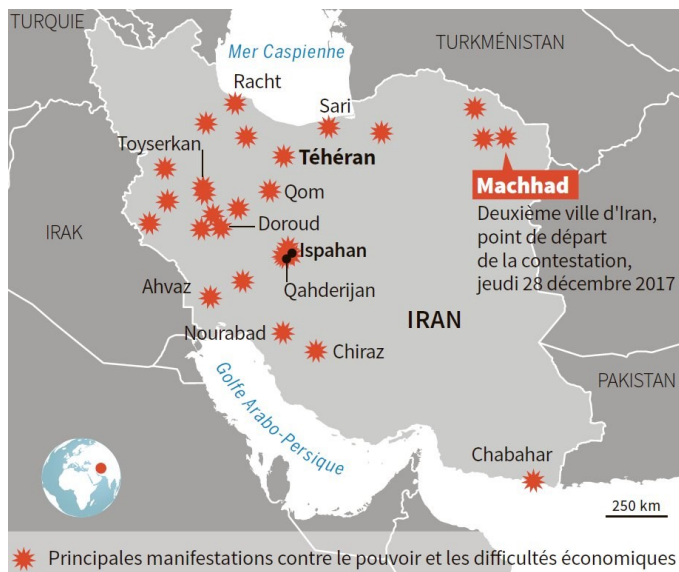 TURQUIE
Mer Caspienne
TURKMÉNISTAN
Racht
Sari
Toyserkan
Téhéran
Machhad
Deuxième ville d'Iran,
point de départ
de la contestation,
jeudi 28 décembre 2017
Qom
IRAK
Doroud
Ispahan
Ahvaz
Qahderijan
IRAN
Nourabad
Chiraz
PAKISTAN
Golfe Arabo-Persique
Chabahar
250 km
Principales manifestations contre le pouvoir et les difficultés économiques